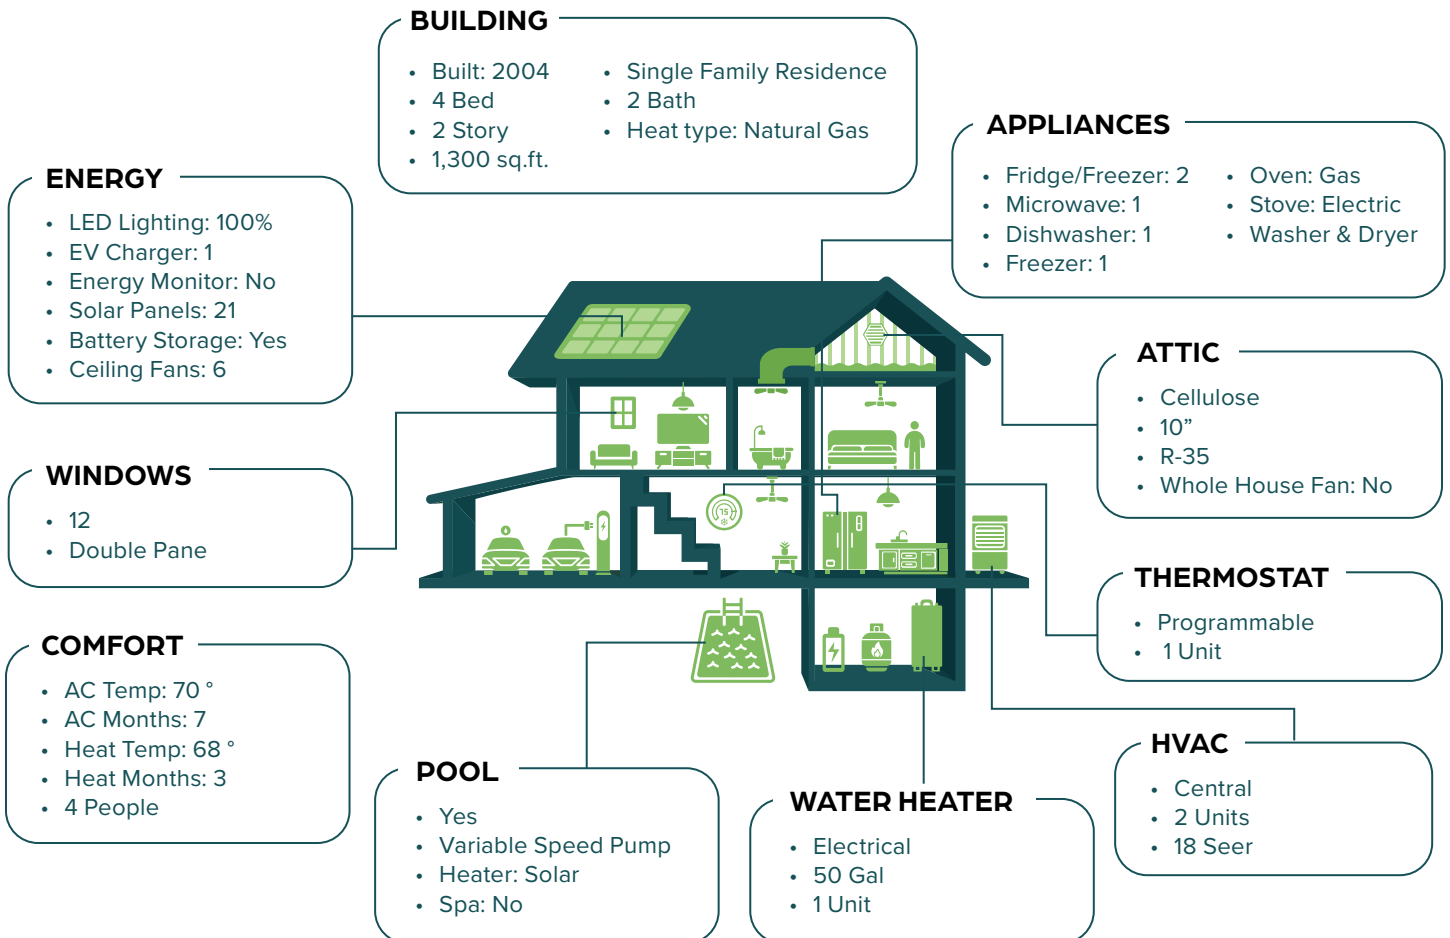 BUILDING
• Built: 2004
• 4 Bed
• 2 Story
• 1,300 sq.ft.
• Single Family Residence
• 2 Bath
• Heat type: Natural Gas
APPLIANCES
• Fridge/Freezer: 2
• Microwave: 1
• Dishwasher: 1
• Freezer: 1
• Oven: Gas
• Stove: Electric
• Washer & Dryer
ENERGY
• LED Lighting: 100%
• EV Charger: 1
• Energy Monitor: No
• Solar Panels: 21
• Battery Storage: Yes
• Ceiling Fans: 6
ATTIC
• Cellulose
• 10”
• R-35
• Whole House Fan: No
WINDOWS
• 12
• Double Pane
75
THERMOSTAT
• Programmable
• 1 Unit
COMFORT
• AC Temp: 70 °
• AC Months: 7
• Heat Temp: 68 °
• Heat Months: 3
• 4 People
HVAC
• Central
• 2 Units
• 18 Seer
POOL
• Yes
• Variable Speed Pump
• Heater: Solar
• Spa: No
WATER HEATER
• Electrical
• 50 Gal
• 1 Unit